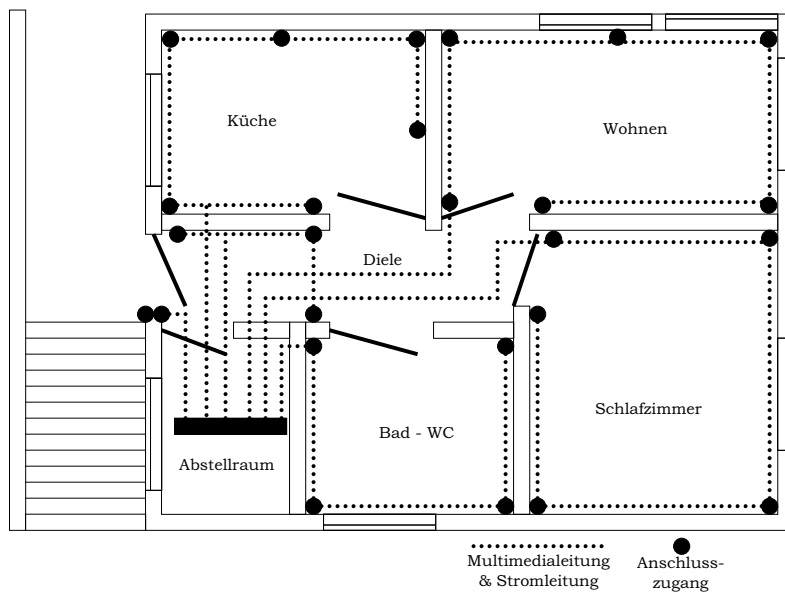 Küche
Wohnen
Diele
Schlafzimmer
Bad - WC
Abstellraum
Multimedialeitung
& Stromleitung
Anschluss-
zugang